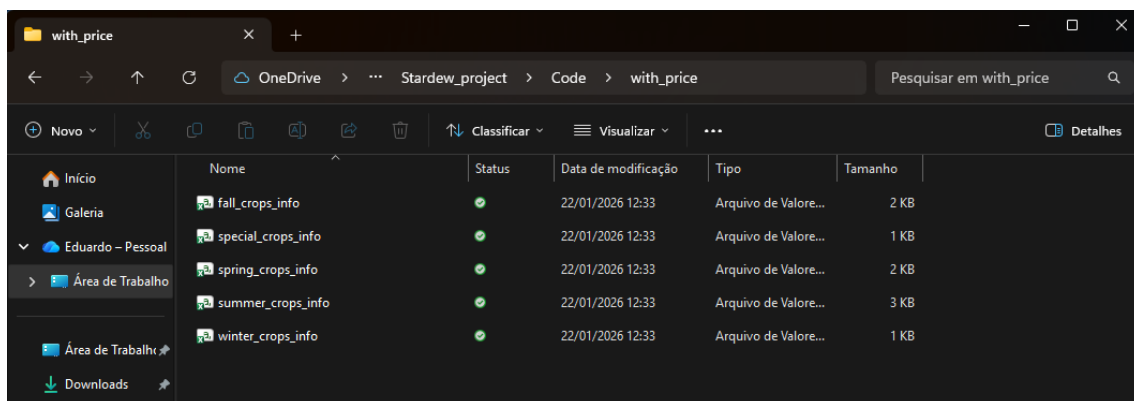 with_price
OneDrive > ... Stardew_project > Code > with_price
Pesquisar em with_price
Novo
Classificar
Visualizar
...
Detalhes
Início
Galeria
Eduardo – Pessoal
Área de Trabalho
Área de Trabalho
Downloads
Nome Status Data de modificação Tipo Tamanho
fall_crops_info 22/01/2026 12:33 Arquivo de Valore... 2 KB
special_crops_info 22/01/2026 12:33 Arquivo de Valore... 1 KB
spring_crops_info 22/01/2026 12:33 Arquivo de Valore... 2 KB
summer_crops_info 22/01/2026 12:33 Arquivo de Valore... 3 KB
winter_crops_info 22/01/2026 12:33 Arquivo de Valore... 1 KB